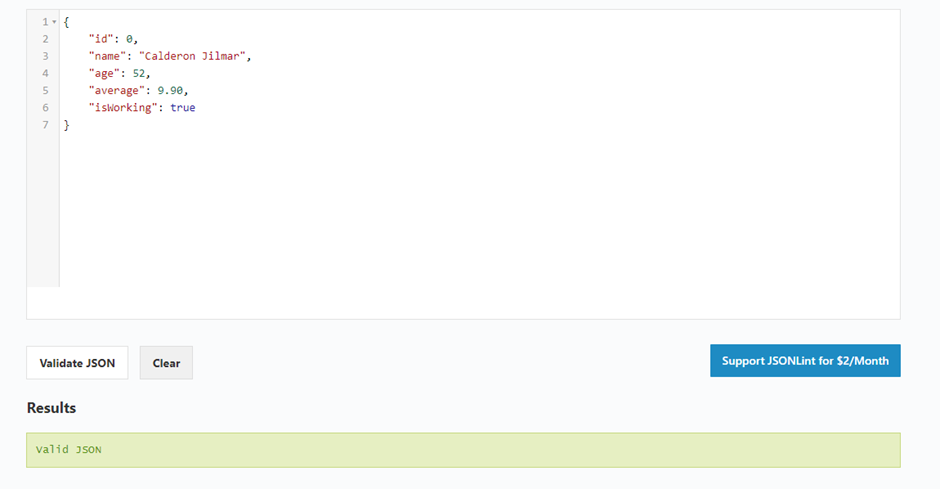 1 {
2 "id": 0,
3 "name": "Calderon Jilmar",
4 "age": 52,
5 "average": 9.90,
6 "isWorking": true
7 }
Validate JSON Clear Support JSONLint for $2/Month
Results
Valid JSON